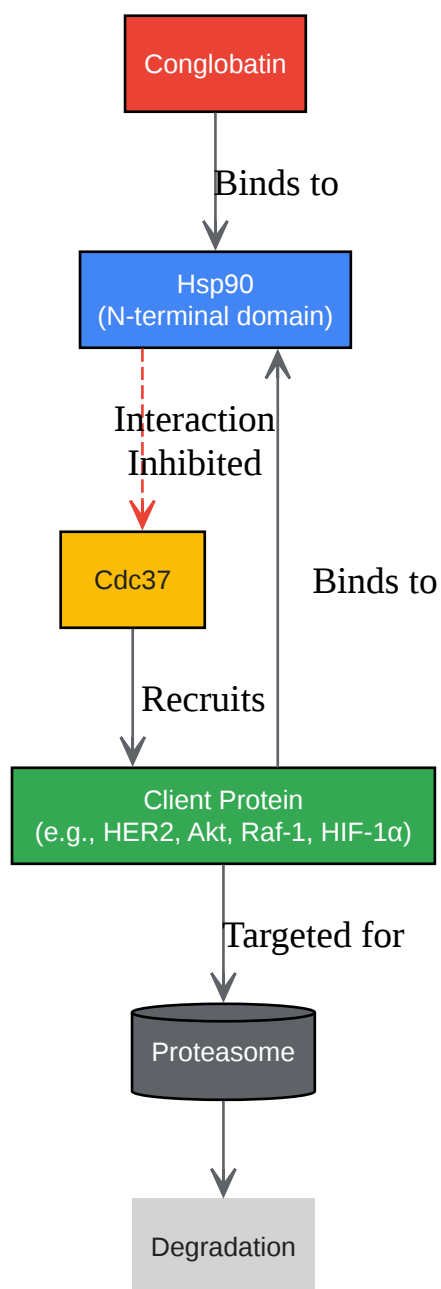 Conglobatin
Binds to
Hsp90
(N-terminal domain)
Interaction
Inhibited
Cdc37
Binds to
Recruits
Client Protein
(e.g., HER2, Akt, Raf-1, HIF-1α)
Targeted for
Proteasome
Degradation